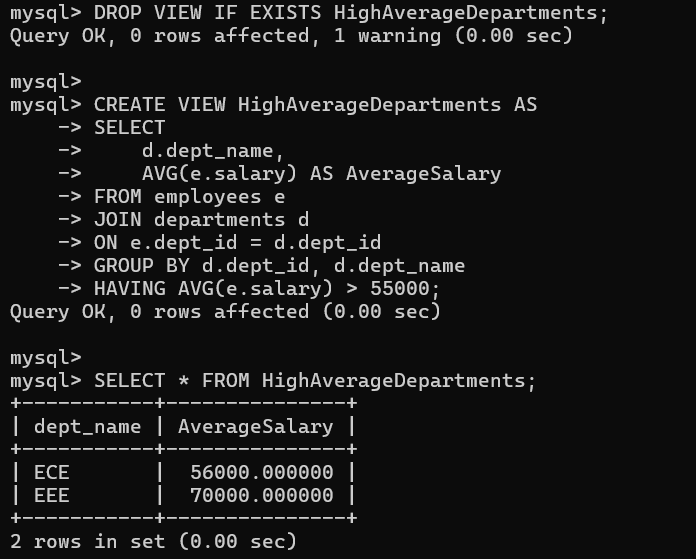 mysql> DROP VIEW IF EXISTS HighAverageDepartments;
Query OK, 0 rows affected, 1 warning (0.00 sec)
mysql>
mysql> CREATE VIEW HighAverageDepartments AS
    -> SELECT
    ->     d.dept_name,
    ->     AVG(e.salary) AS AverageSalary
    -> FROM employees e
    -> JOIN departments d
    -> ON e.dept_id = d.dept_id
    -> GROUP BY d.dept_id, d.dept_name
    -> HAVING AVG(e.salary) > 55000;
Query OK, 0 rows affected (0.00 sec)
mysql>
mysql> SELECT * FROM HighAverageDepartments;
+-----------+---------------+
| dept_name | AverageSalary |
+-----------+---------------+
| ECE       |  56000.000000 |
| EEE       |  70000.000000 |
+-----------+---------------+
2 rows in set (0.00 sec)